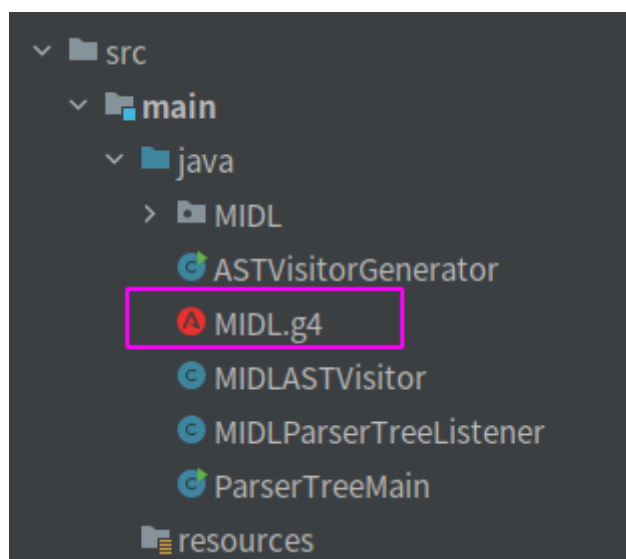 src
main
java
MIDL
ASTVisitorGenerator
MIDL.g4
MIDLASTVisitor
MIDLParserTreeListener
ParserTreeMain
resources